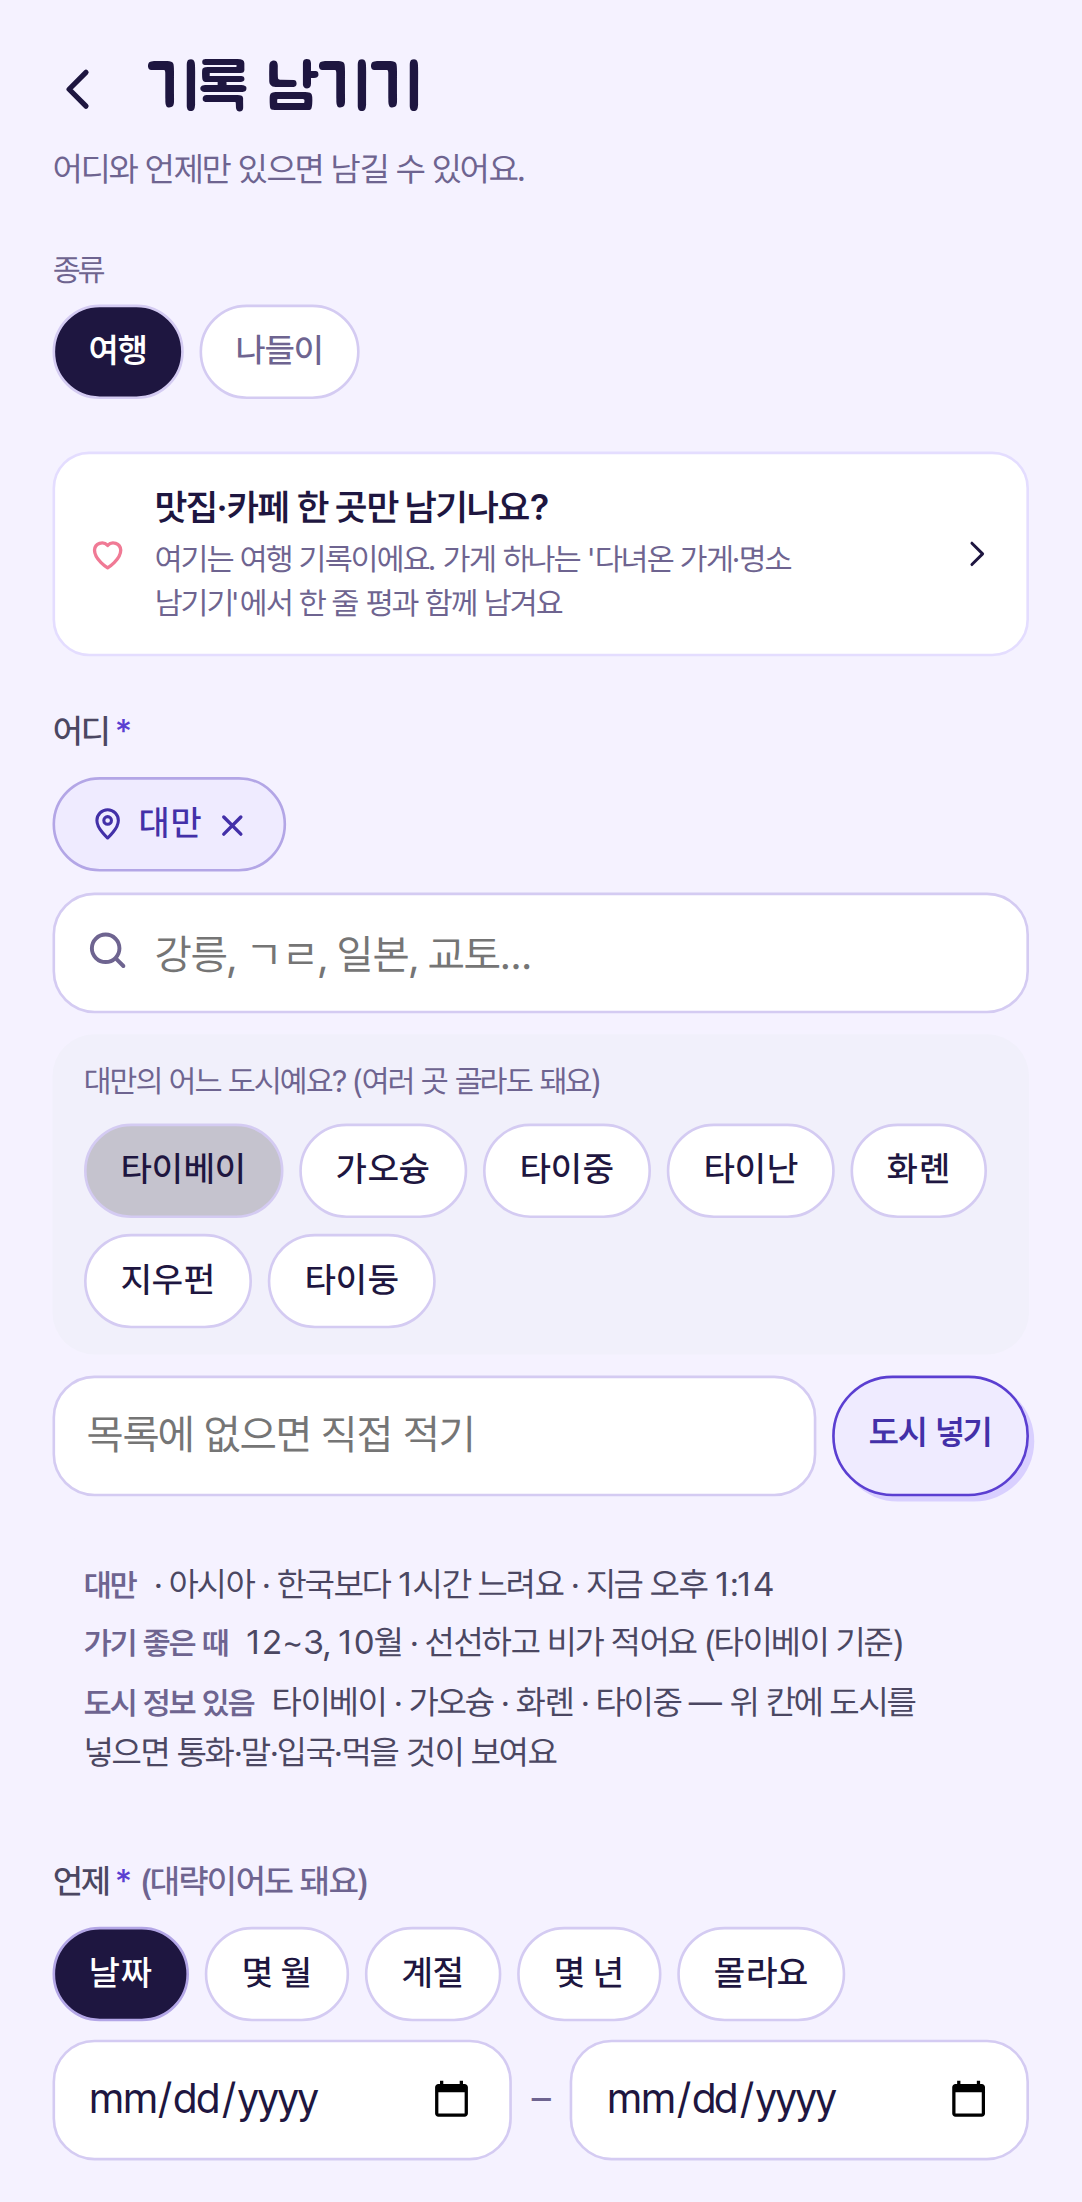 기록 남기기
어디와 언제만 있으면 남길 수 있어요.
종류
여행 나들이
맛집·카페 한 곳만 남기나요?
여기는 여행 기록이에요. 가게 하나는 '다녀온 가게·명소
남기기'에서 한 줄 평과 함께 남겨요
어디 *
대만
강릉, ㄱㄹ, 일본, 교토...
대만의 어느 도시예요? (여러 곳 골라도 돼요)
타이베이 가오슝 타이중 타이난 화롄
지우펀 타이둥
목록에 없으면 직접 적기 도시 넣기
대만 · 아시아 · 한국보다 1시간 느려요 · 지금 오후 1:14
가기 좋은 때 12~3, 10월 · 선선하고 비가 적어요 (타이베이 기준)
도시 정보 있음 타이베이 · 가오슝 · 화롄 · 타이중 — 위 칸에 도시를
넣으면 통화·말·입국·먹을 것이 보여요
언제 * (대략이어도 돼요)
날짜 몇 월 계절 몇 년 몰라요
mm/dd/yyyy – mm/dd/yyyy